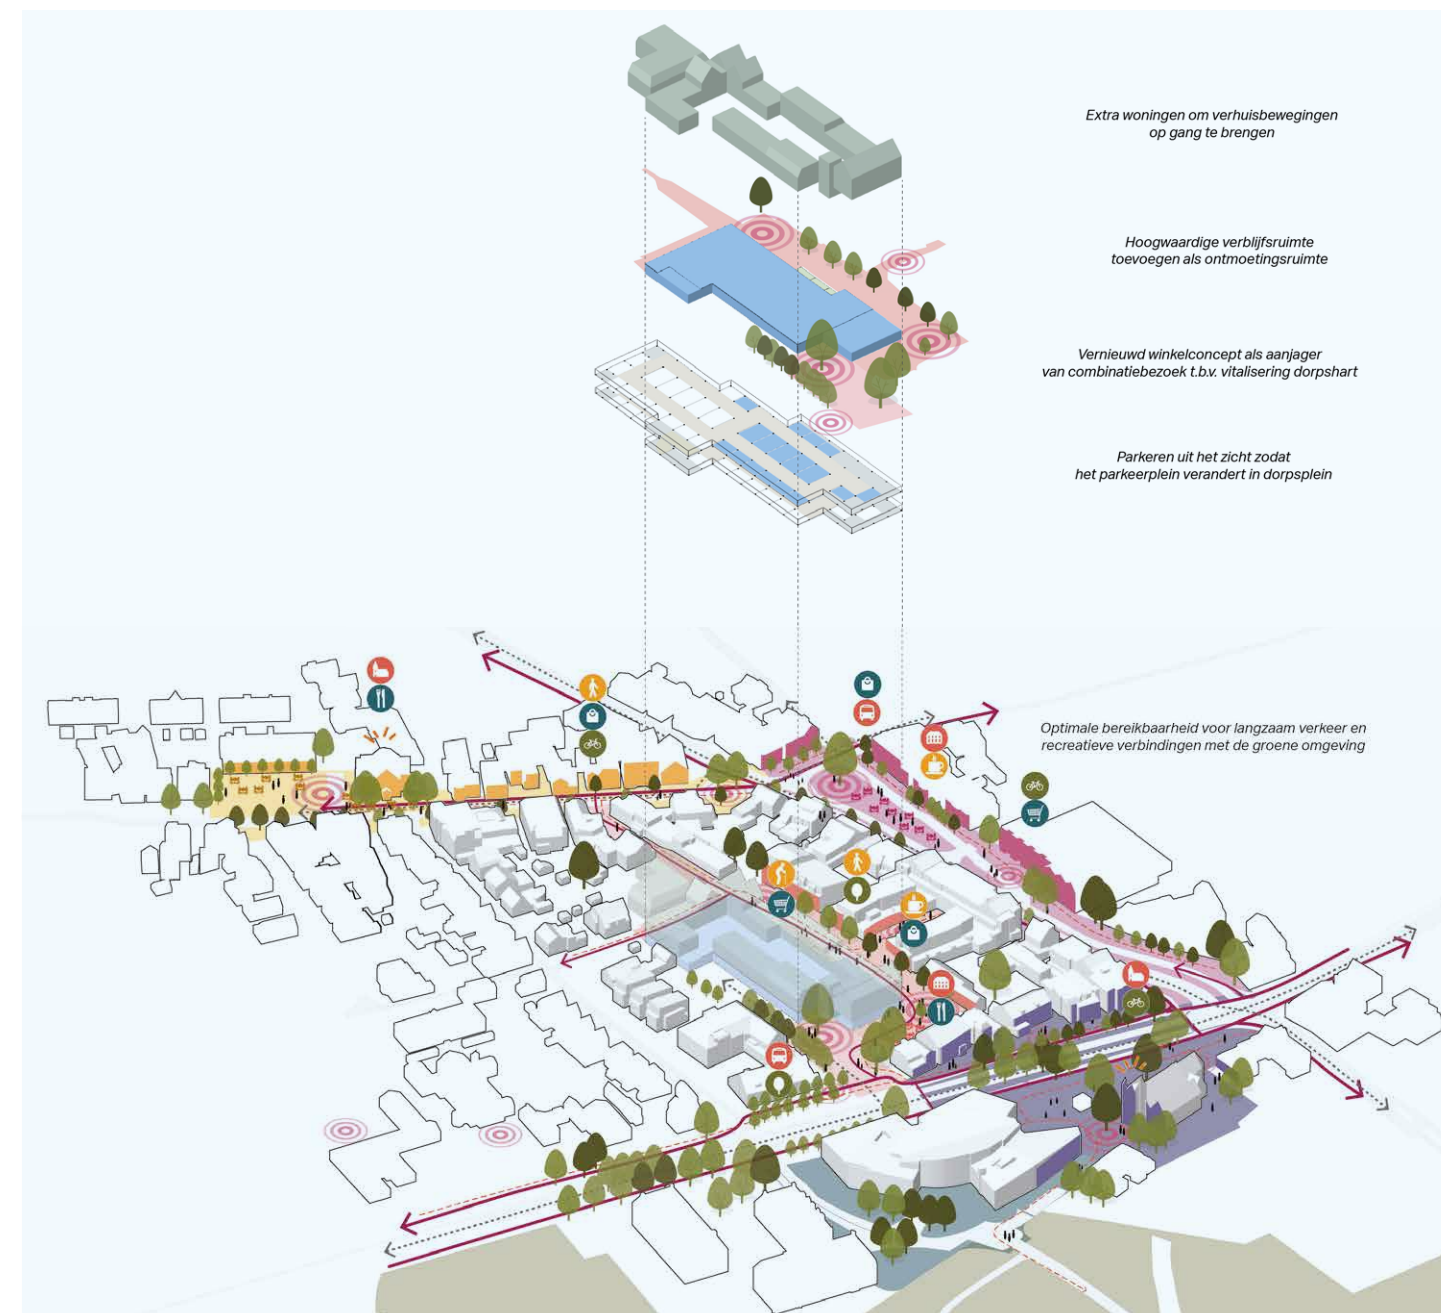 Extra woningen om verhuisbewegingen
op gang te brengen
Hoogwaardige verblijfsruimte
toevoegen als ontmoetingsruimte
Vernieuwd winkelconcept als aanjager
van combinatiebezoek t.b.v. vitalisering dorpshart
Parkeren uit het zicht zodat
het parkeerplein verandert in dorpsplein
Optimale bereikbaarheid voor langzaam verkeer en
recreatieve verbindingen met de groene omgeving